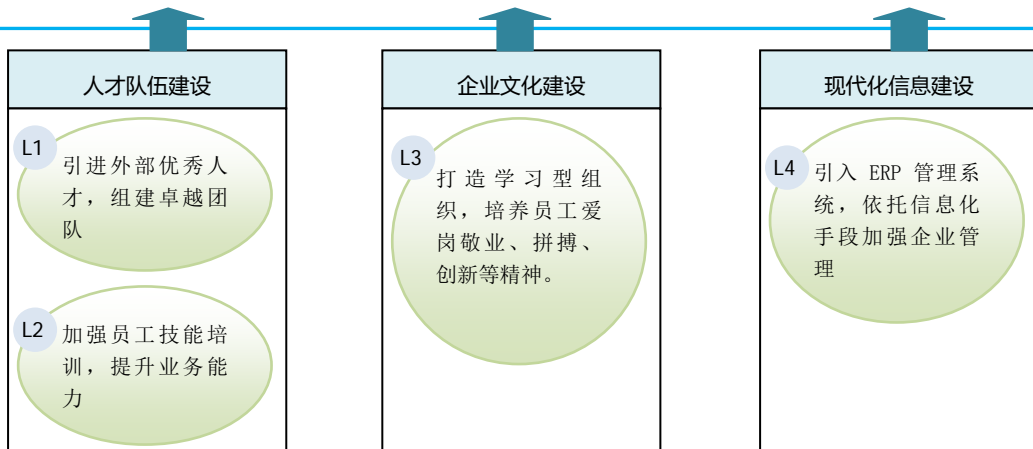 人才队伍建设
L1
引进外部优秀人
才，组建卓越团
队
L2
加强员工技能培
训，提升业务能
力
企业文化建设
L3
打造学习型组
织，培养员工爱
岗敬业、拼搏、
创新等精神。
现代化信息建设
L4
引入 ERP 管理系
统，依托信息化
手段加强企业管
理